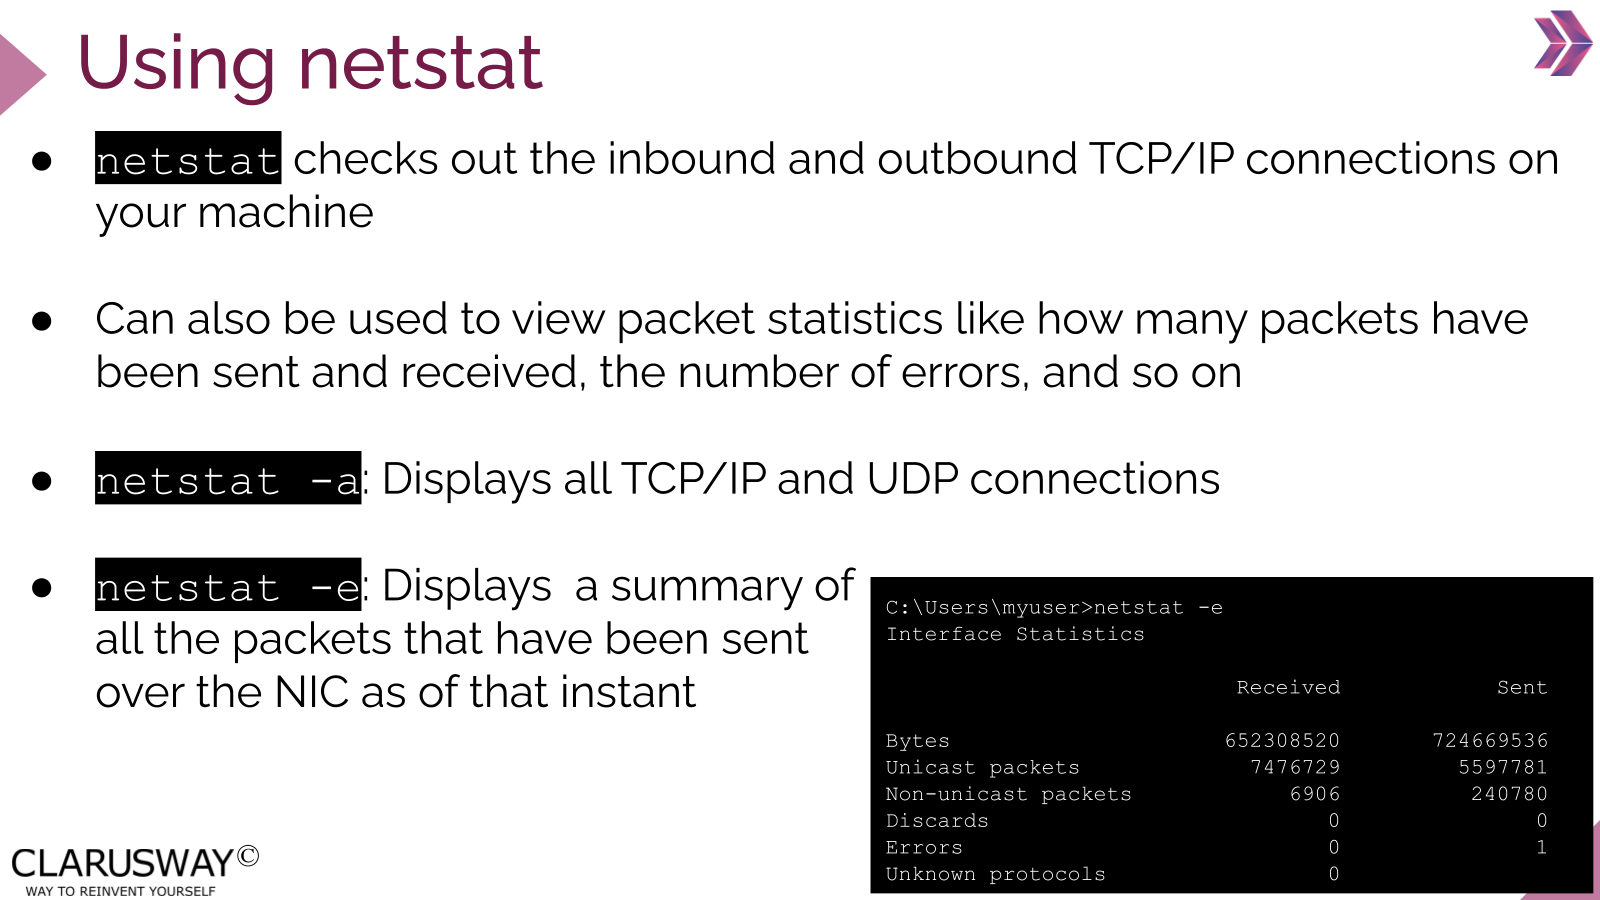 Using netstat
● netstat checks out the inbound and outbound TCP/IP connections on
your machine
● Can also be used to view packet statistics like how many packets have
been sent and received, the number of errors, and so on
● netstat -a: Displays all TCP/IP and UDP connections
● netstat -e: Displays  a summary of
all the packets that have been sent
over the NIC as of that instant
C:\Users\myuser>netstat -e
Interface Statistics
Received Sent
Bytes 652308520 724669536
Unicast packets 7476729 5597781
Non-unicast packets 6906 240780
Discards 0 0
Errors 0 1
Unknown protocols 0
CLARUSWAY©
WAY TO REINVENT YOURSELF